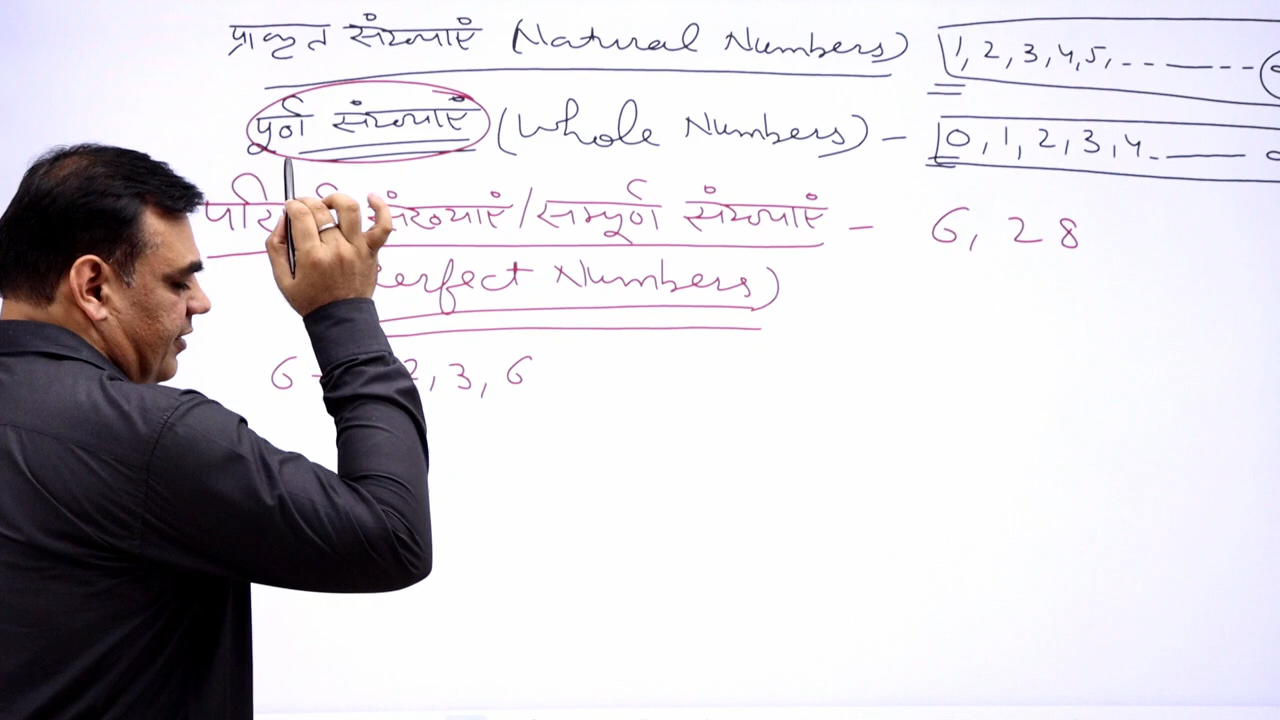 प्राकृत संख्याएं (Natural Numbers) 1, 2, 3, 4, 5, - - - — - - -
पूर्ण संख्याएं (Whole Numbers) - 0, 1, 2, 3, 4 - —
संख्याएं / सम्पूर्ण संख्याएं - 6, 28
Numbers)
6 - 2, 3, 6